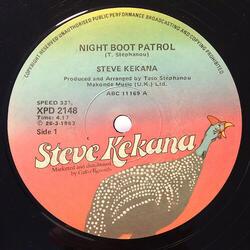 COPYRIGHT RESERVED UNAUTHORISED PUBLIC PERFORMANCE BROADCASTING AND COPYING PROHIBITED
NIGHT BOOT PATROL
(T. Stephanou)
STEVE KEKANA
Produced and Arranged by Taso Stephanou
Makonde Music (U.K.) Ltd.
ABC 11169 A
SPEED 33⅓
XPD 2148
Time: 4.17
℗ 26-3-1983
Side 1
Steve Kekana
Marketed and distributed
by Gallo Records